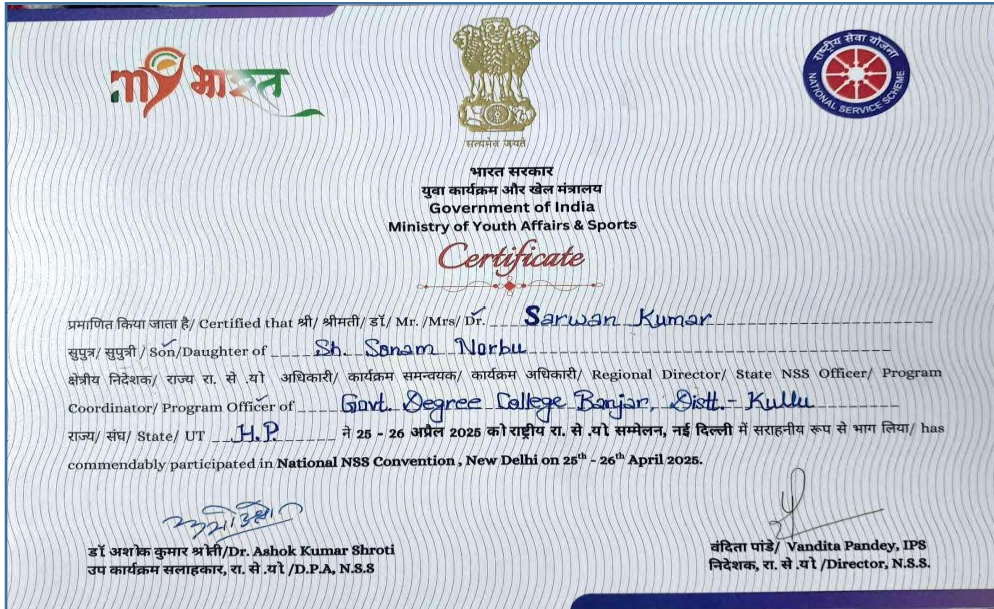 my भारत
सत्यमेव जयते
राष्ट्रीय सेवा योजना
NATIONAL SERVICE SCHEME
भारत सरकार
युवा कार्यक्रम और खेल मंत्रालय
Government of India
Ministry of Youth Affairs & Sports
Certificate
प्रमाणित किया जाता है/ Certified that श्री/ श्रीमती/ डॉ/ Mr. /Mrs/ Dr. Sarwan Kumar
सुपुत्र/ सुपुत्री / Son/Daughter of Sh. Sonam Norbu
क्षेत्रीय निदेशक/ राज्य रा. से .यो अधिकारी/ कार्यक्रम समन्वयक/ कार्यक्रम अधिकारी/ Regional Director/ State NSS Officer/ Program
Coordinator/ Program Officer of Govt. Degree College Banjar, Distt.- Kullu
राज्य/ संघ/ State/ UT H.P. ने 25 - 26 अप्रैल 2025 को राष्ट्रीय रा. से .यो सम्मेलन, नई दिल्ली में सराहनीय रूप से भाग लिया/ has
commendably participated in National NSS Convention , New Delhi on 25th - 26th April 2025.
डॉ अशोक कुमार श्रोती/Dr. Ashok Kumar Shroti
उप कार्यक्रम सलाहकार, रा. से .यो /D.P.A, N.S.S
वंदिता पांडे/ Vandita Pandey, IPS
निदेशक, रा. से .यो /Director, N.S.S.